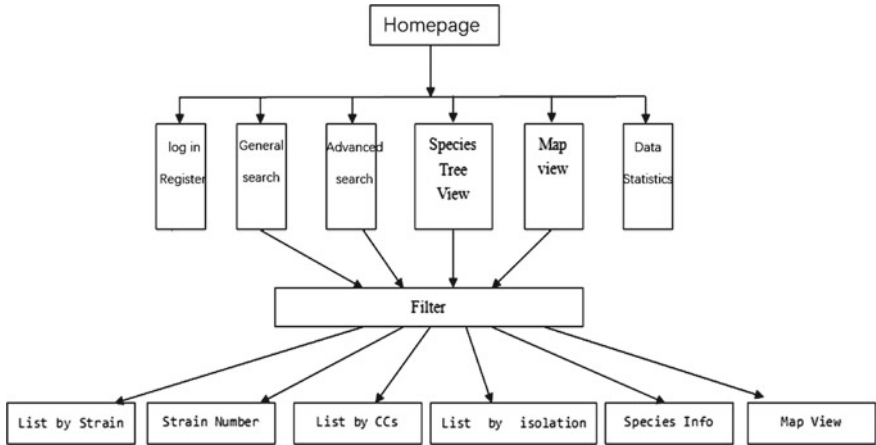 Homepage
log in
Register
General
search
Advanced
search
Species
Tree
View
Map
view
Data
Statistics
Filter
List by Strain
Strain Number
List by CCs
List by isolation
Species Info
Map View